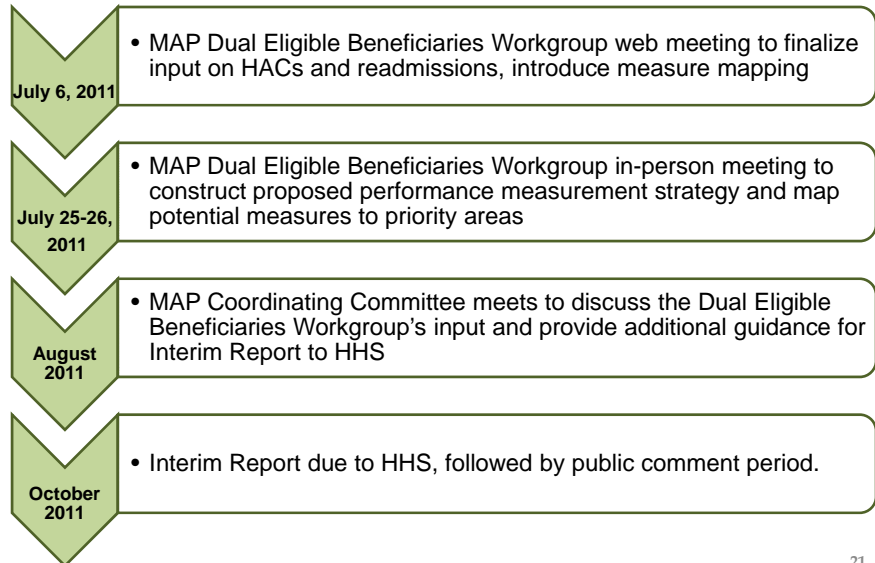 July 6, 2011
• MAP Dual Eligible Beneficiaries Workgroup web meeting to finalize
input on HACs and readmissions, introduce measure mapping
July 25-26,
2011
• MAP Dual Eligible Beneficiaries Workgroup in-person meeting to
construct proposed performance measurement strategy and map
potential measures to priority areas
August
2011
• MAP Coordinating Committee meets to discuss the Dual Eligible
Beneficiaries Workgroup's input and provide additional guidance for
Interim Report to HHS
October
2011
• Interim Report due to HHS, followed by public comment period.
21